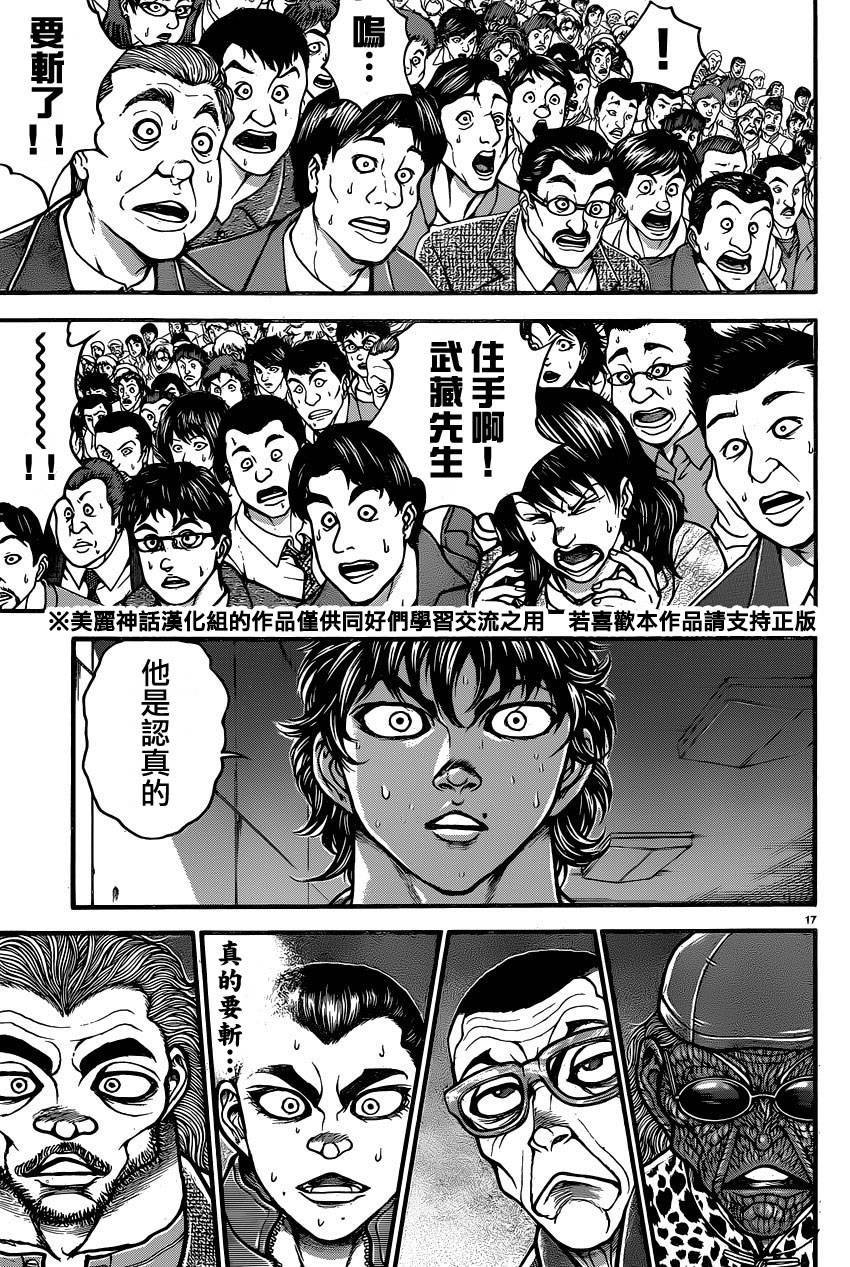 ！
嗚…
要斬了！！
住手啊！
武藏先生
～～～～！！
※美麗神話漢化組的作品僅供同好們學習交流之用　若喜歡本作品請支持正版
他是認真的
17
真的要斬…